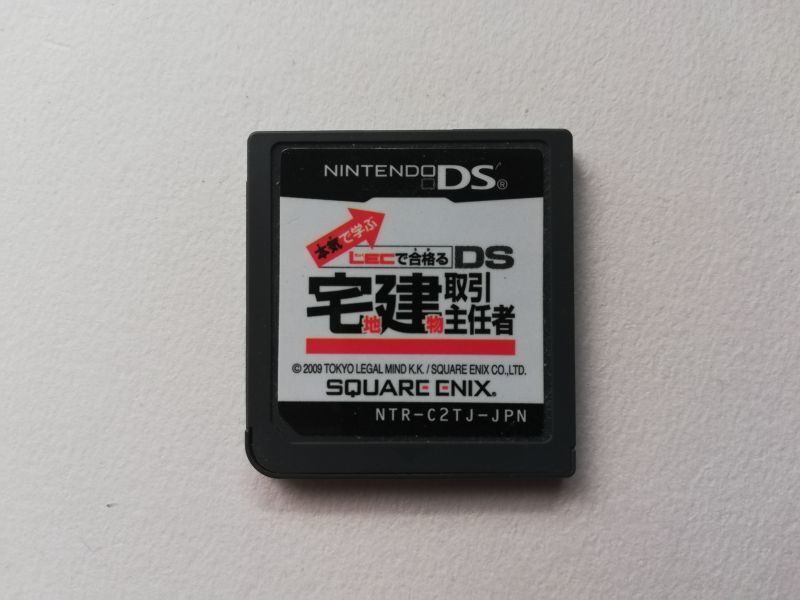 NINTENDO DS®
本気で学ぶ
LECで合格る DS
宅地建物取引主任者
© 2009 TOKYO LEGAL MIND K.K. / SQUARE ENIX CO.,LTD.
SQUARE ENIX®
NTR-C2TJ-JPN